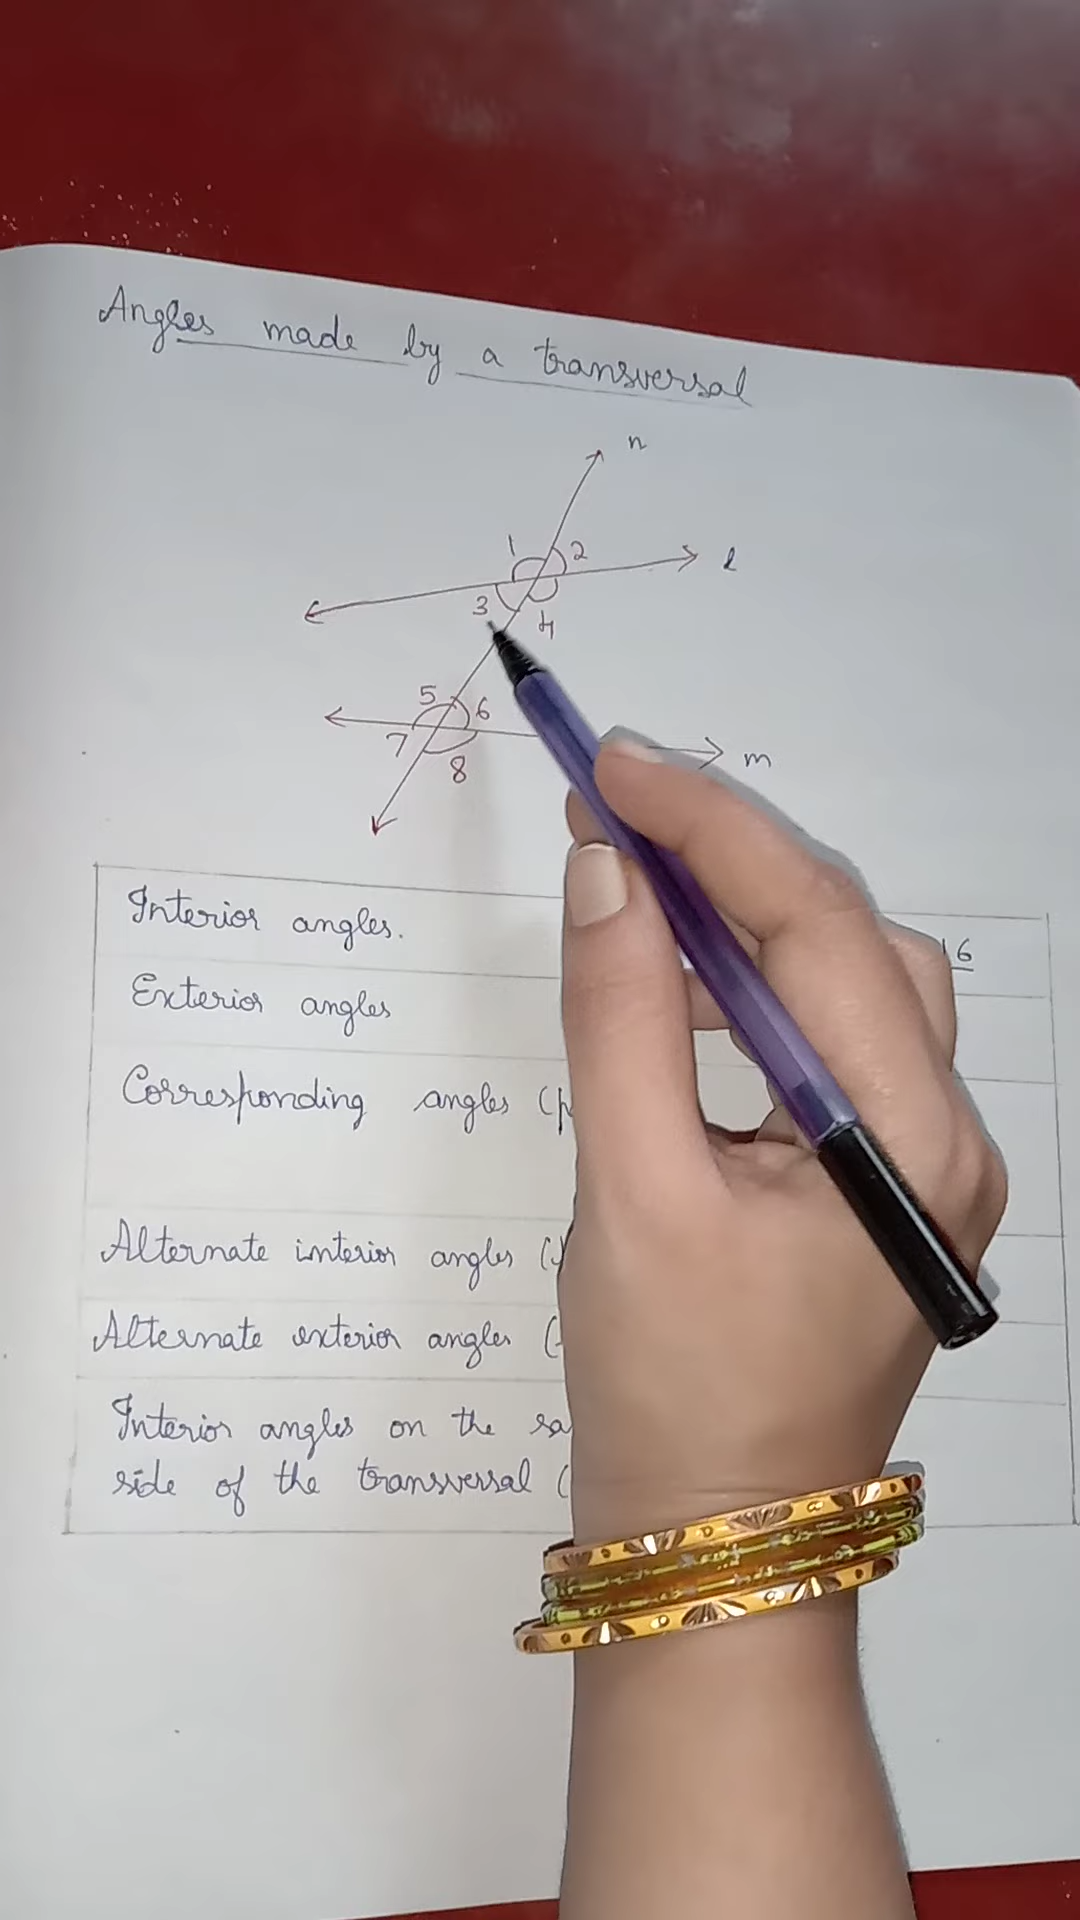 Angles made by a transversal
n
1 2
l
3 4
5 6
7 8
m
Interior angles. 6
Exterior angles
Corresponding angles (p
Alternate interior angles (
Alternate exterior angles (
Interior angles on the sa
side of the transversal (